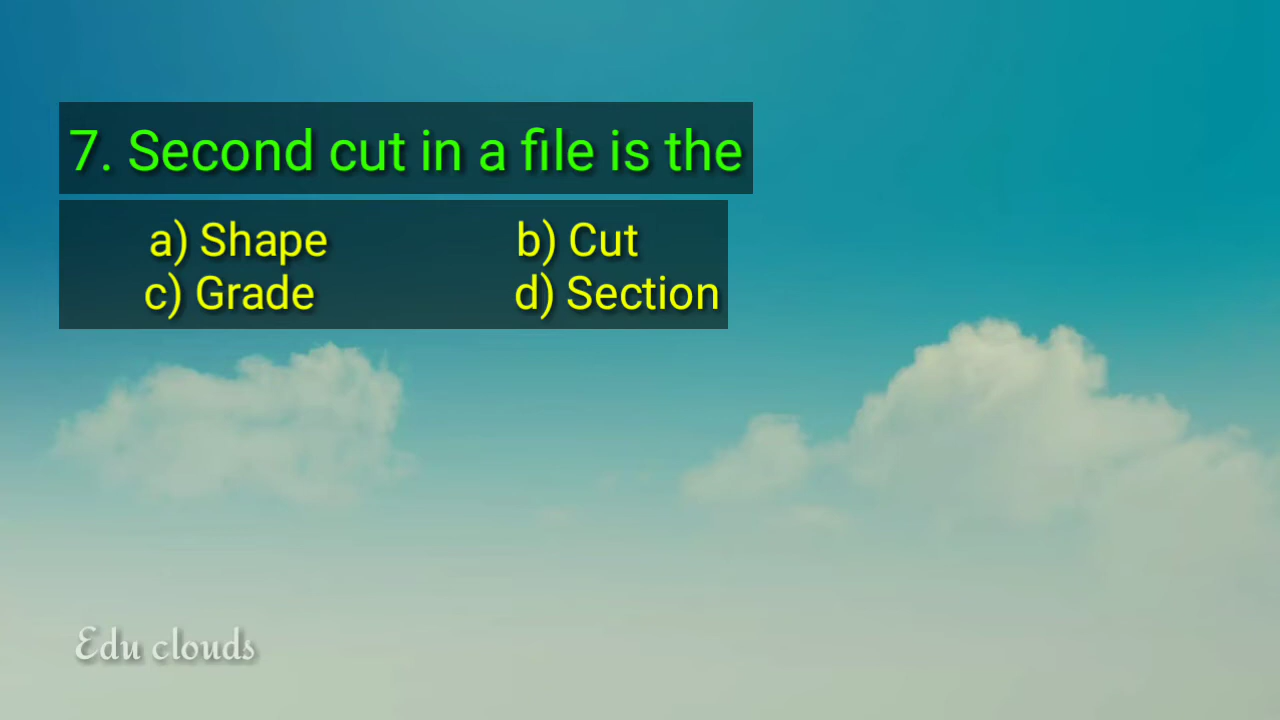 7. Second cut in a file is the
a) Shape b) Cut
c) Grade d) Section
Edu clouds